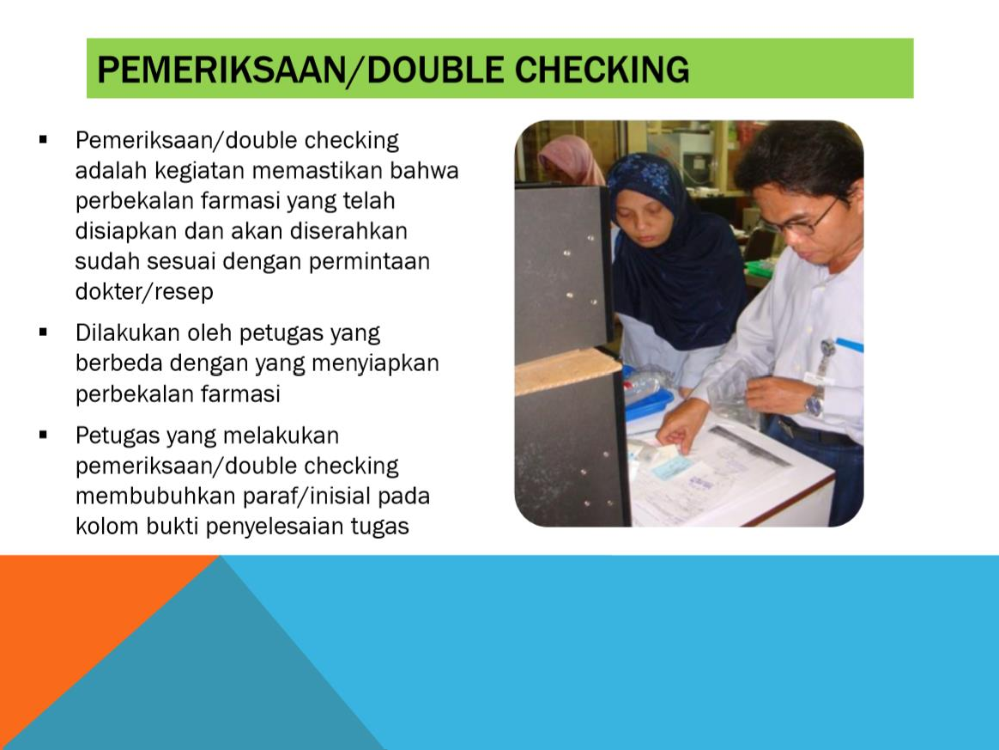 PEMERIKSAAN/DOUBLE CHECKING
▪ Pemeriksaan/double checking
adalah kegiatan memastikan bahwa
perbekalan farmasi yang telah
disiapkan dan akan diserahkan
sudah sesuai dengan permintaan
dokter/resep
▪ Dilakukan oleh petugas yang
berbeda dengan yang menyiapkan
perbekalan farmasi
▪ Petugas yang melakukan
pemeriksaan/double checking
membubuhkan paraf/inisial pada
kolom bukti penyelesaian tugas